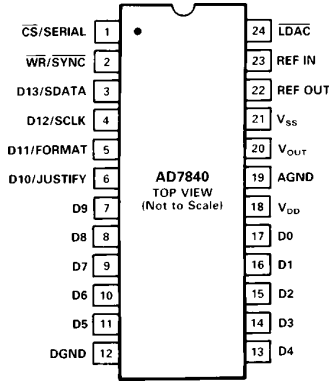 CS/SERIAL 1
WR/SYNC 2
D13/SDATA 3
D12/SCLK 4
D11/FORMAT 5
D10/JUSTIFY 6
D9 7
D8 8
D7 9
D6 10
D5 11
DGND 12
AD7840
TOP VIEW
(Not to Scale)
24 LDAC
23 REF IN
22 REF OUT
21 VSS
20 VOUT
19 AGND
18 VDD
17 D0
16 D1
15 D2
14 D3
13 D4